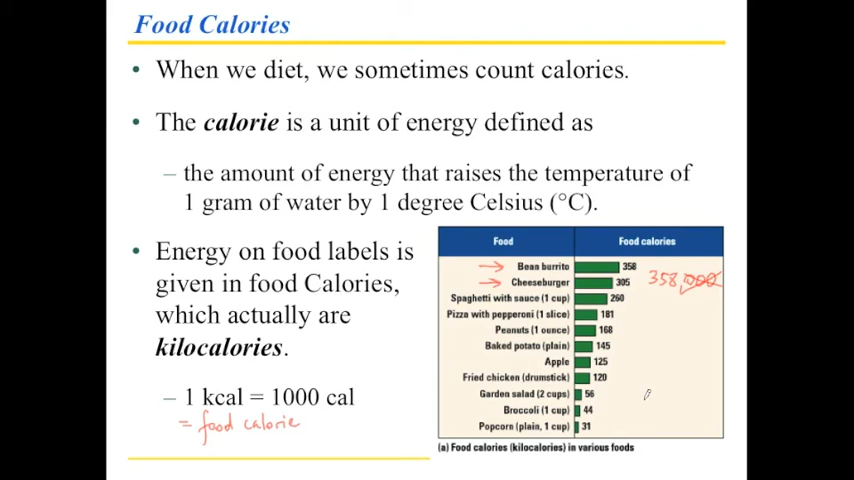 Food Calories
• When we diet, we sometimes count calories.
• The calorie is a unit of energy defined as
– the amount of energy that raises the temperature of
1 gram of water by 1 degree Celsius (°C).
• Energy on food labels is
given in food Calories,
which actually are
kilocalories.
– 1 kcal = 1000 cal
= food calorie
Food Food calories
→ Bean burrito 358
358,000
→ Cheeseburger 305
Spaghetti with sauce (1 cup) 260
Pizza with pepperoni (1 slice) 181
Peanuts (1 ounce) 168
Baked potato (plain) 145
Apple 125
Fried chicken (drumstick) 120
Garden salad (2 cups) 56
Broccoli (1 cup) 44
Popcorn (plain, 1 cup) 31
(a) Food calories (kilocalories) in various foods